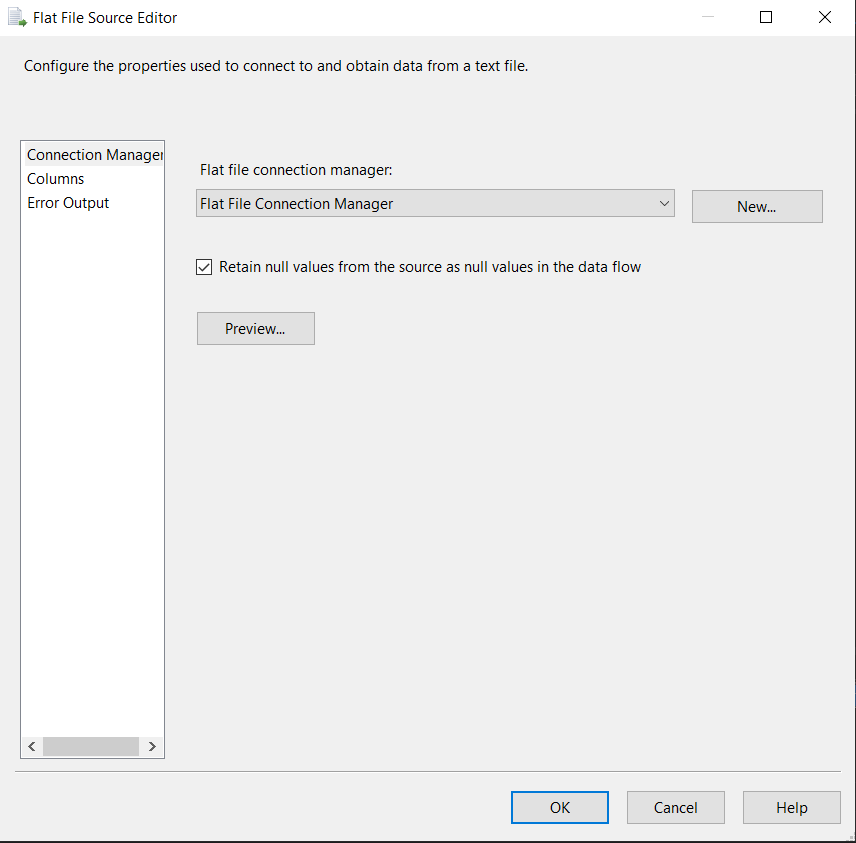 Flat File Source Editor
Configure the properties used to connect to and obtain data from a text file.
Connection Manager
Columns
Error Output
Flat file connection manager:
Flat File Connection Manager
New...
Retain null values from the source as null values in the data flow
Preview...
OK
Cancel
Help